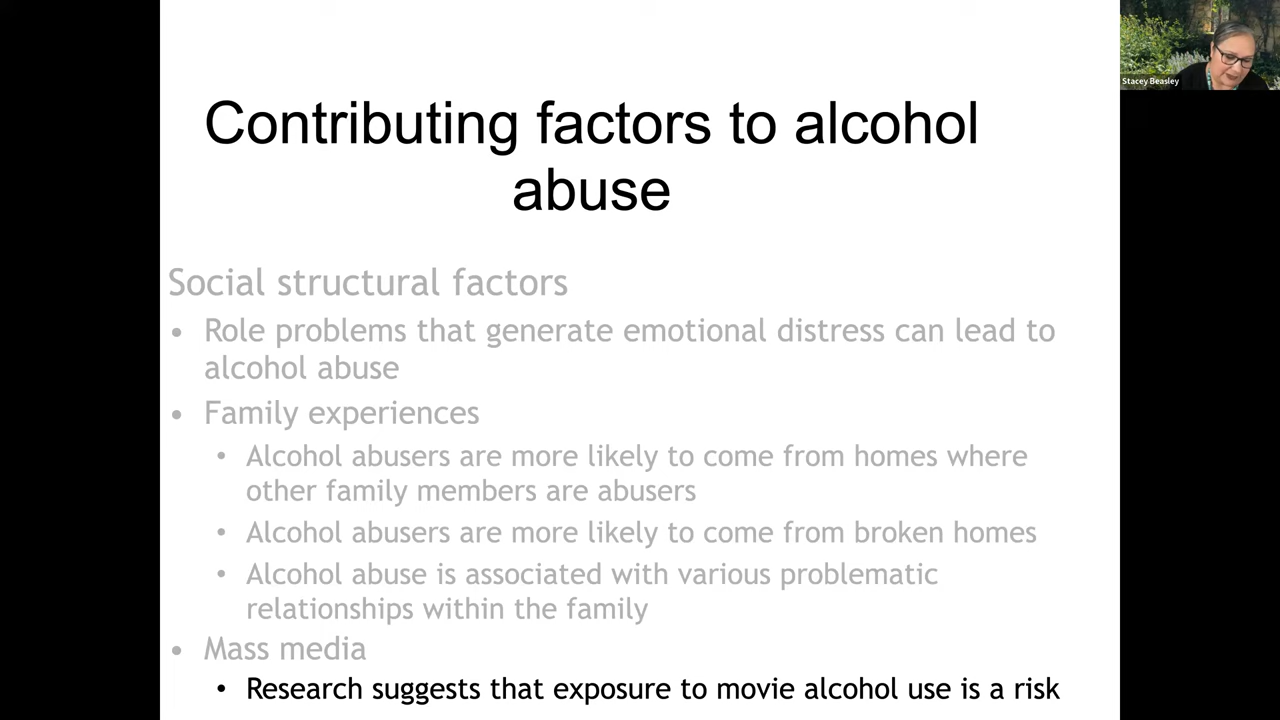 Contributing factors to alcohol
abuse
Stacey Beasley
Social structural factors
• Role problems that generate emotional distress can lead to
alcohol abuse
• Family experiences
• Alcohol abusers are more likely to come from homes where
other family members are abusers
• Alcohol abusers are more likely to come from broken homes
• Alcohol abuse is associated with various problematic
relationships within the family
• Mass media
• Research suggests that exposure to movie alcohol use is a risk